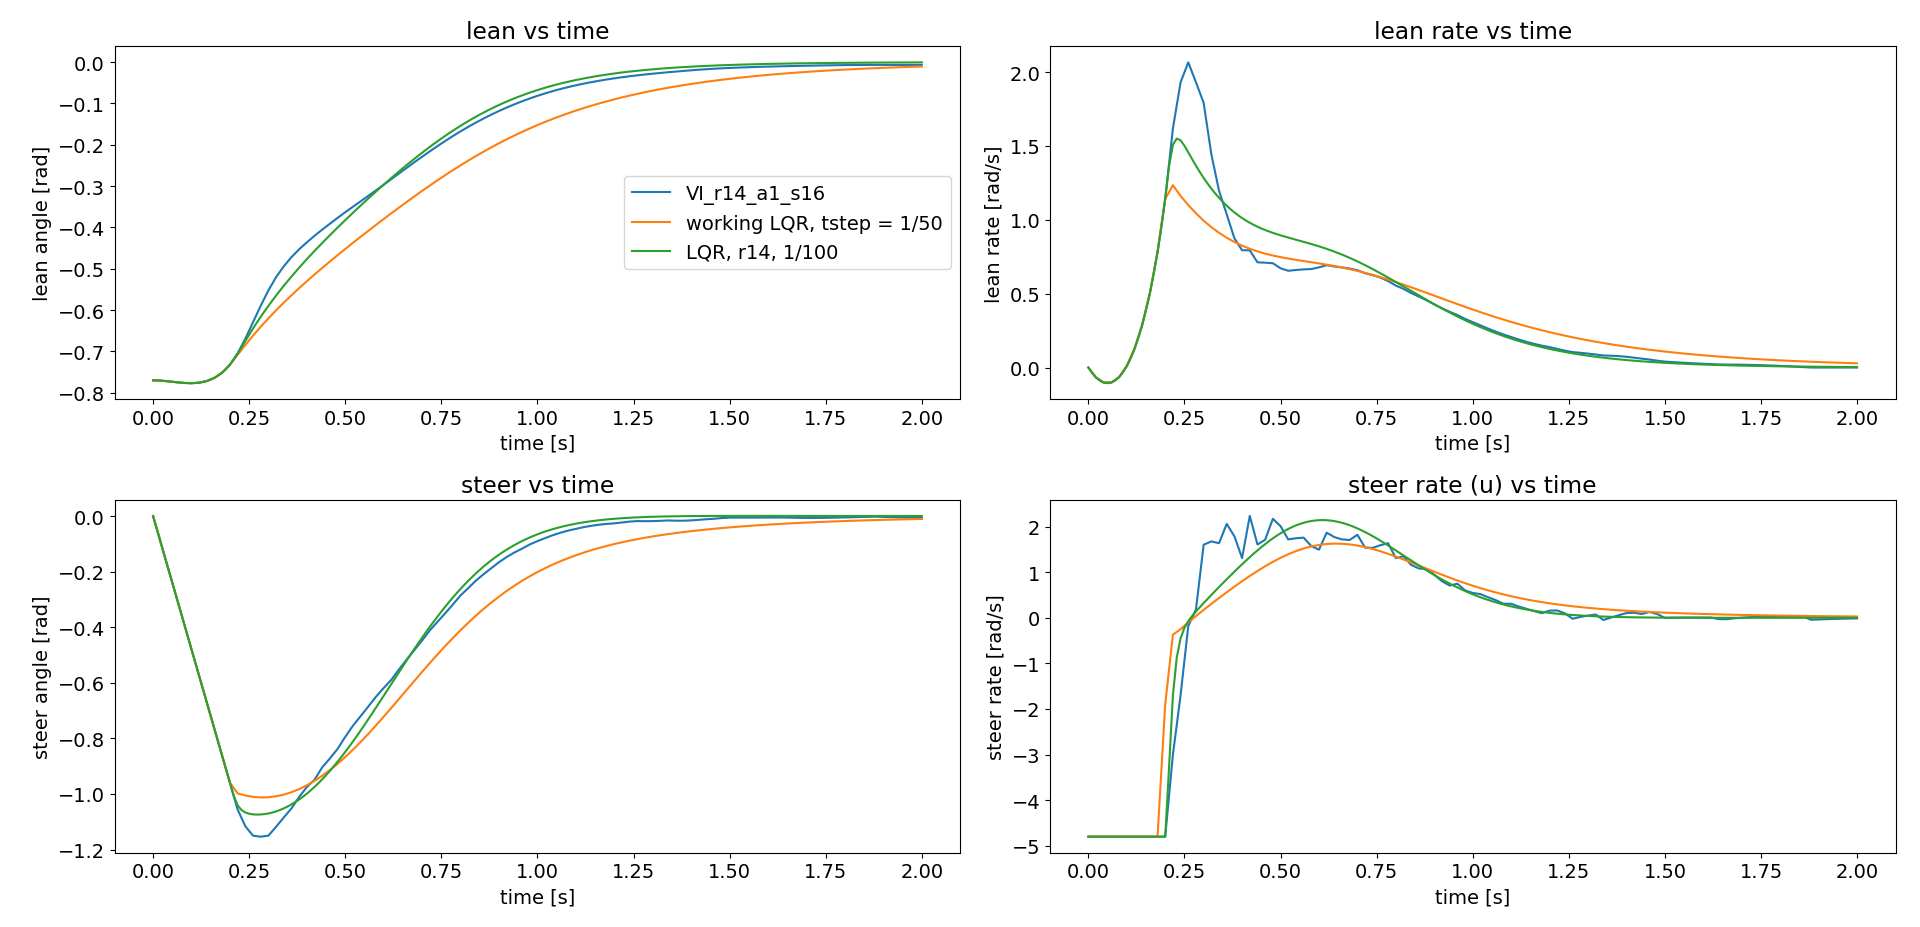 lean vs time
lean angle [rad]
0.0
−0.1
−0.2
−0.3
−0.4
−0.5
−0.6
−0.7
−0.8
VI_r14_a1_s16
working LQR, tstep = 1/50
LQR, r14, 1/100
0.00 0.25 0.50 0.75 1.00 1.25 1.50 1.75 2.00
time [s]
lean rate vs time
lean rate [rad/s]
2.0
1.5
1.0
0.5
0.0
0.00 0.25 0.50 0.75 1.00 1.25 1.50 1.75 2.00
time [s]
steer vs time
steer angle [rad]
0.0
−0.2
−0.4
−0.6
−0.8
−1.0
−1.2
0.00 0.25 0.50 0.75 1.00 1.25 1.50 1.75 2.00
time [s]
steer rate (u) vs time
steer rate [rad/s]
2
1
0
−1
−2
−3
−4
−5
0.00 0.25 0.50 0.75 1.00 1.25 1.50 1.75 2.00
time [s]